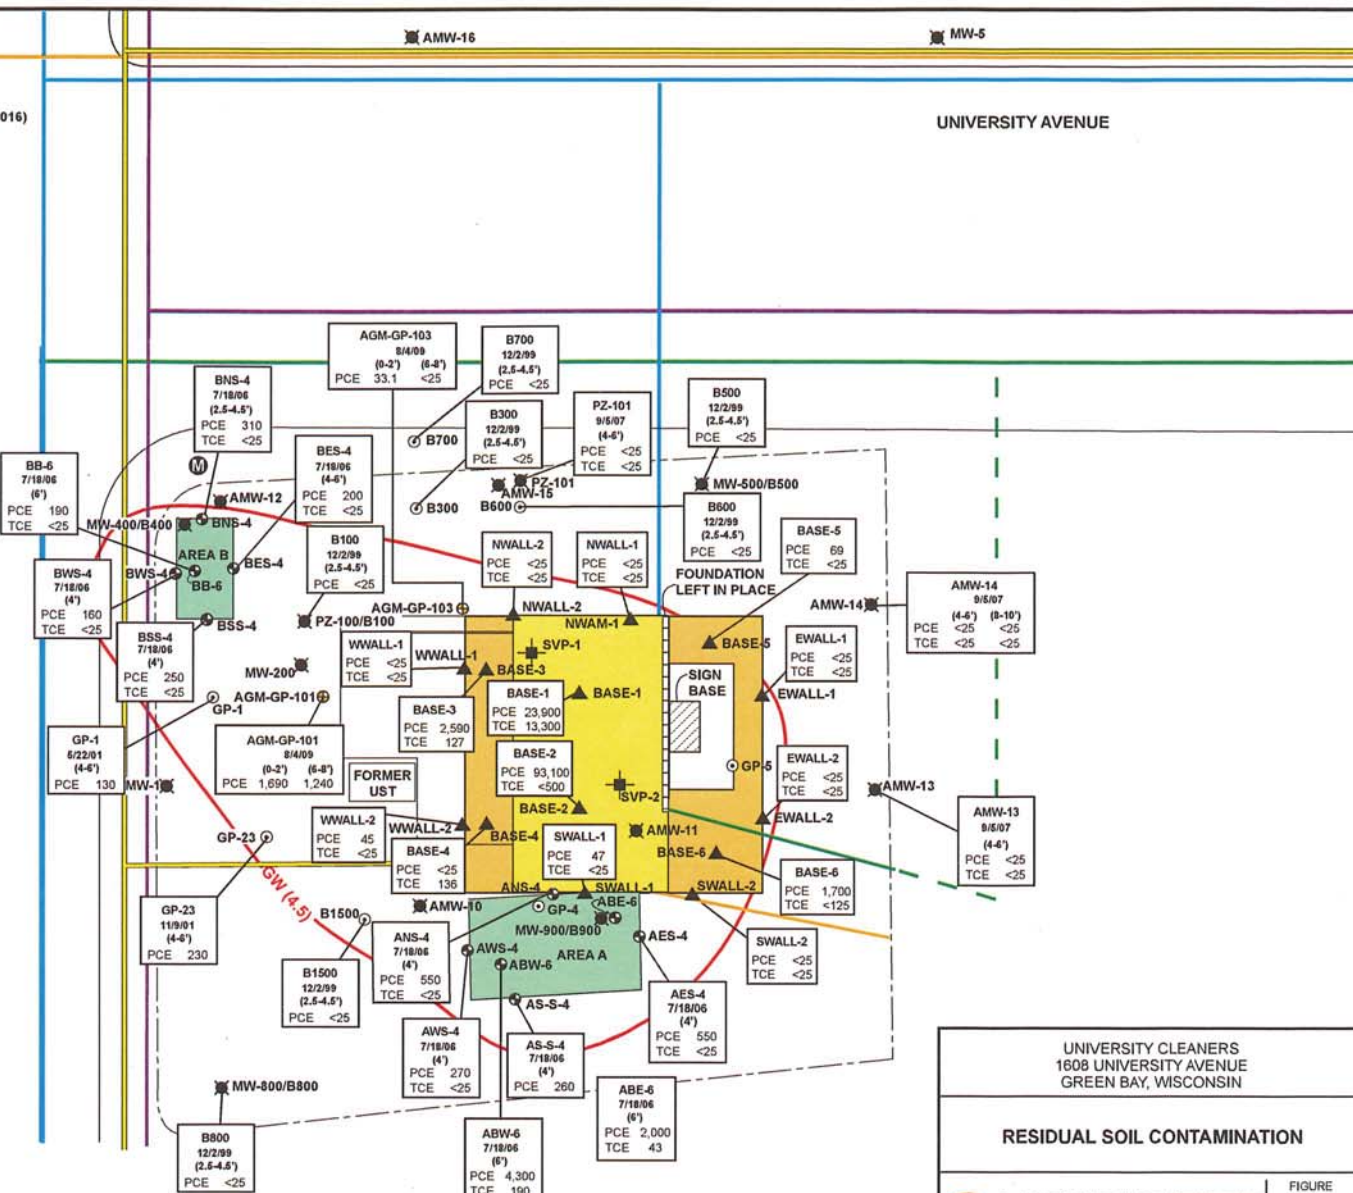 AMW-16
MW-5
016)
UNIVERSITY AVENUE
AGM-GP-103
8/4/09
(0-2') (6-8')
PCE 33.1 <25
B700
12/2/99
(2.5-4.5')
PCE <25
BNS-4
7/18/06
(2.5-4.5')
PCE 310
TCE <25
B300
12/2/99
(2.5-4.5')
PCE <25
PZ-101
9/5/07
(4-6')
PCE <25
TCE <25
B500
12/2/99
(2.5-4.5')
PCE <25
B700
BES-4
7/18/06
(4-6')
PCE 200
TCE <25
BB-6
7/18/06
(6')
PCE 190
TCE <25
M
AMW-12
PZ-101
AMW-15
MW-500/B500
B300
B600
B600
12/2/99
(2.5-4.5')
PCE <25
MW-400/B400
BNS-4
B100
12/2/99
(2.5-4.5')
PCE <25
BASE-5
PCE 69
TCE <25
NWALL-2
PCE <25
TCE <25
NWALL-1
PCE <25
TCE <25
AREA B
BB-6
BWS-4
BES-4
BWS-4
7/18/06
(4')
PCE 160
TCE <25
FOUNDATION
LEFT IN PLACE
AMW-14
9/5/07
(4-6') (8-10')
PCE <25 <25
TCE <25 <25
AMW-14
AGM-GP-103
NWALL-2
NWAM-1
PZ-100/B100
BSS-4
BSS-4
7/18/06
(4')
PCE 250
TCE <25
WWALL-1
PCE <25
TCE <25
WWALL-1
SVP-1
BASE-5
EWALL-1
PCE <25
TCE <25
MW-200
BASE-3
SIGN
BASE
BASE-1
PCE 23,900
TCE 13,300
BASE-1
EWALL-1
AGM-GP-101
GP-1
BASE-3
PCE 2,590
TCE 127
GP-1
5/22/01
(4-6')
PCE 130
AGM-GP-101
8/4/09
(0-2') (6-8')
PCE 1,690 1,240
BASE-2
PCE 93,100
TCE <500
EWALL-2
PCE <25
TCE <25
GP-5
FORMER
UST
MW-1
SVP-2
AMW-13
BASE-2
AMW-13
9/5/07
(4-6')
PCE <25
TCE <25
WWALL-2
PCE 45
TCE <25
WWALL-2
BASE-4
EWALL-2
AMW-11
SWALL-1
PCE 47
TCE <25
GP-23
BASE-4
PCE <25
TCE 136
BASE-6
BASE-6
PCE 1,700
TCE <125
GW (4.5)
ANS-4
SWALL-1
SWALL-2
GP-23
11/9/01
(4-6')
PCE 230
B1500
AMW-10
GP-4
ABE-6
MW-900/B900
ANS-4
7/18/06
(4')
PCE 550
TCE <25
AES-4
SWALL-2
PCE <25
TCE <25
AWS-4
ABW-6
AREA A
B1500
12/2/99
(2.5-4.5')
PCE <25
AS-S-4
AES-4
7/18/06
(4')
PCE 550
TCE <25
AWS-4
7/18/06
(4')
PCE 270
TCE <25
AS-S-4
7/18/06
(4')
PCE 260
ABE-6
7/18/06
(6')
PCE 2,000
TCE 43
MW-800/B800
B800
12/2/99
(2.5-4.5')
PCE <25
ABW-6
7/18/06
(6')
PCE 4,300
TCE 190
UNIVERSITY CLEANERS
1608 UNIVERSITY AVENUE
GREEN BAY, WISCONSIN
RESIDUAL SOIL CONTAMINATION
FIGURE